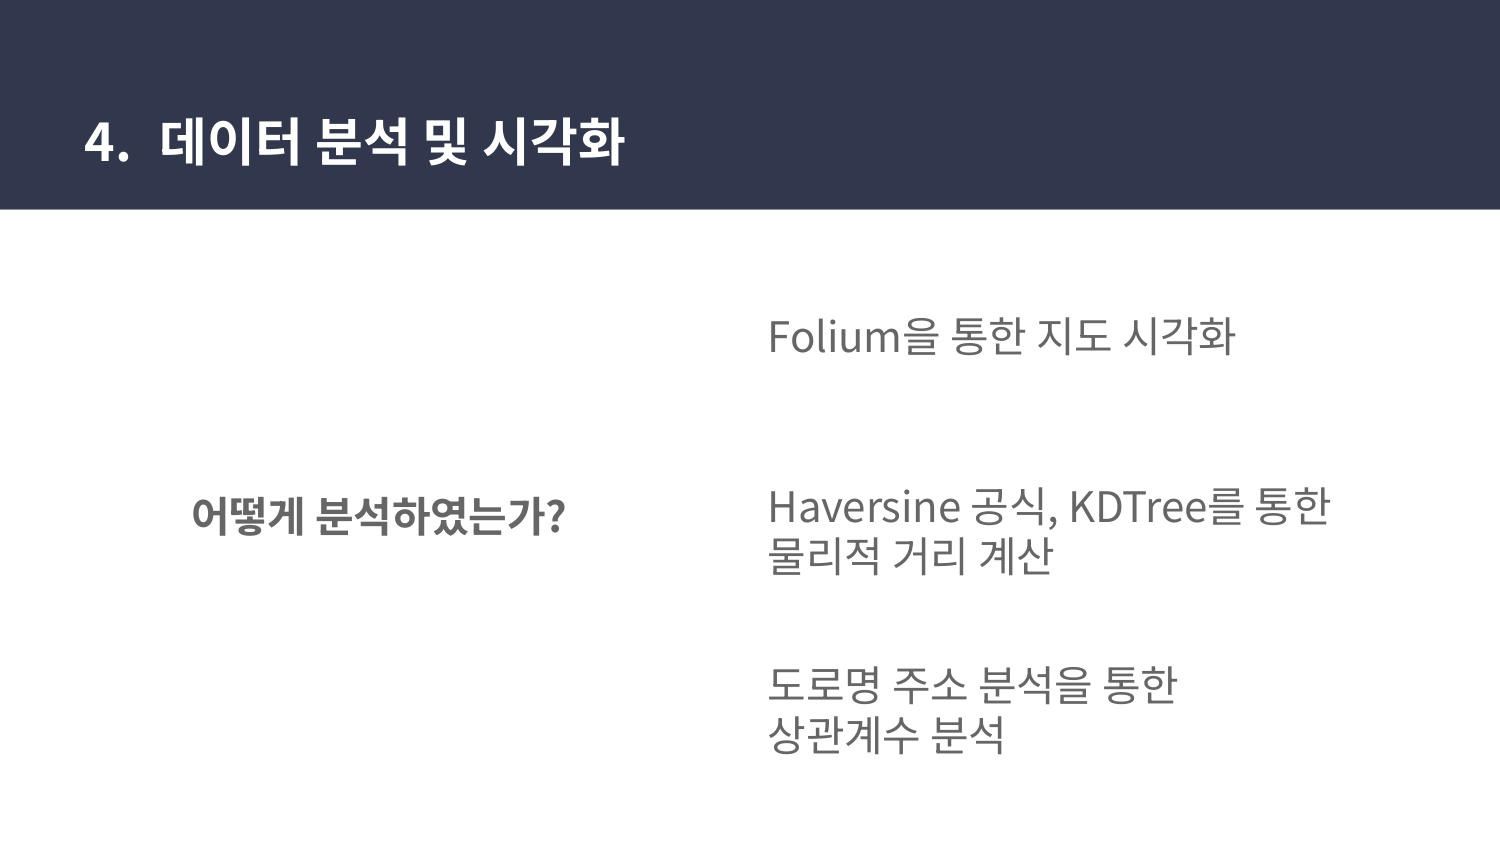 4. 데이터 분석 및 시각화
어떻게 분석하였는가?
Folium을 통한 지도 시각화
Haversine 공식, KDTree를 통한
물리적 거리 계산
도로명 주소 분석을 통한
상관계수 분석